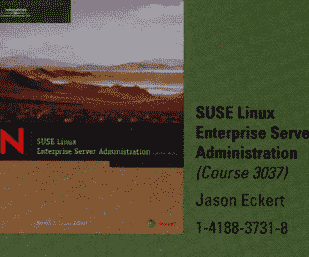 N
SUSE Linux
Enterprise Server Administration
SUSE Linux
Enterprise Serve
Administration
(Course 3037)
Jason Eckert
1-4188-3731-8